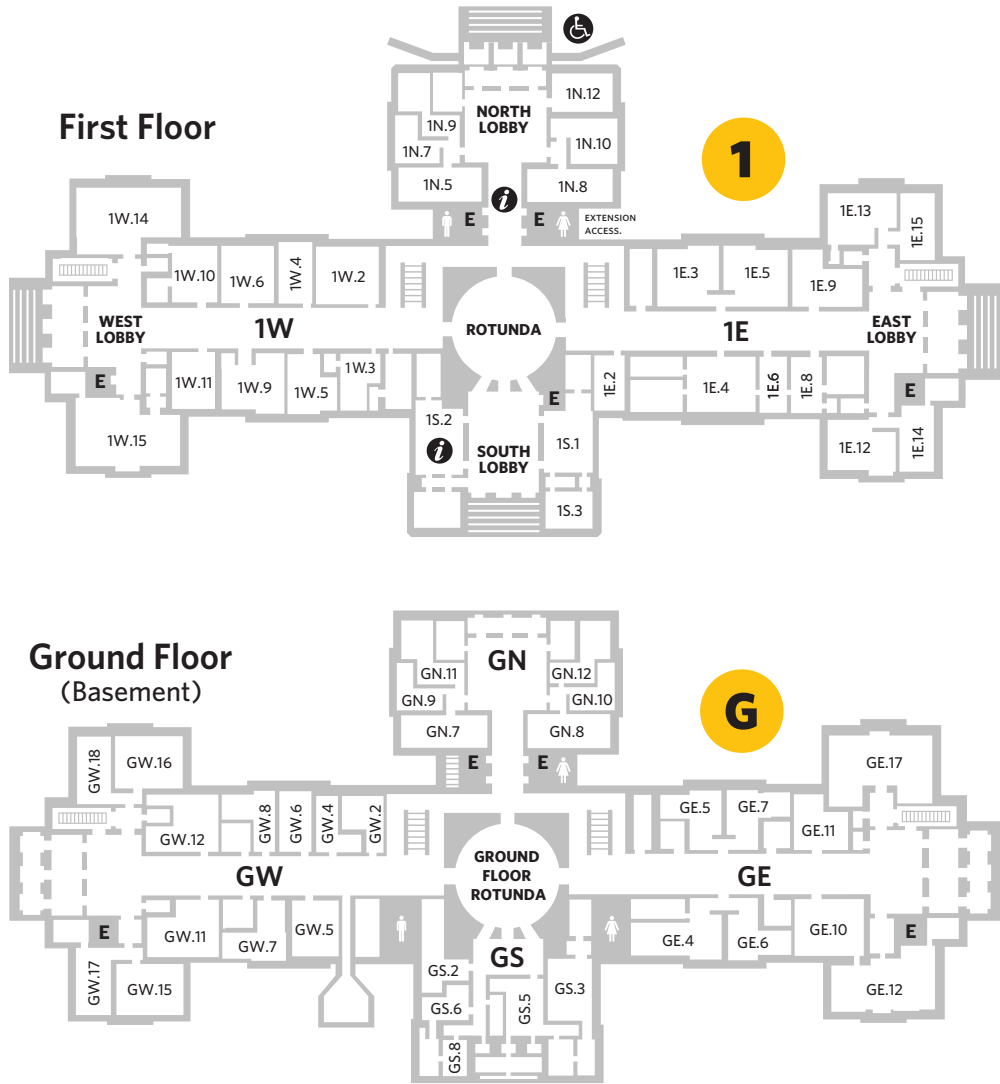 First Floor
1
NORTH
LOBBY
1N.12
1N.9
1N.7
1N.10
1N.5
1N.8
i
E
E
EXTENSION
ACCESS.
1W.14
1W.10
1W.6
1W.4
1W.2
1E.3
1E.5
1E.9
1E.13
1E.15
WEST
LOBBY
1W
ROTUNDA
1E
EAST
LOBBY
E
1W.11
1W.9
1W.5
1W.3
1W.15
1S.2
i
SOUTH
LOBBY
E
1S.1
1S.3
1E.2
1E.4
1E.6
1E.8
E
1E.12
1E.14
Ground Floor
(Basement)
G
GN
GN.11
GN.12
GN.9
GN.10
GN.7
GN.8
E
E
GW.18
GW.16
GW.12
GW.8
GW.6
GW.4
GW.2
GE.5
GE.7
GE.11
GE.17
GW
GROUND
FLOOR
ROTUNDA
GE
E
GW.11
GW.7
GW.5
GW.17
GW.15
GS
GS.2
GS.6
GS.8
GS.5
GS.3
GE.4
GE.6
GE.10
E
GE.12